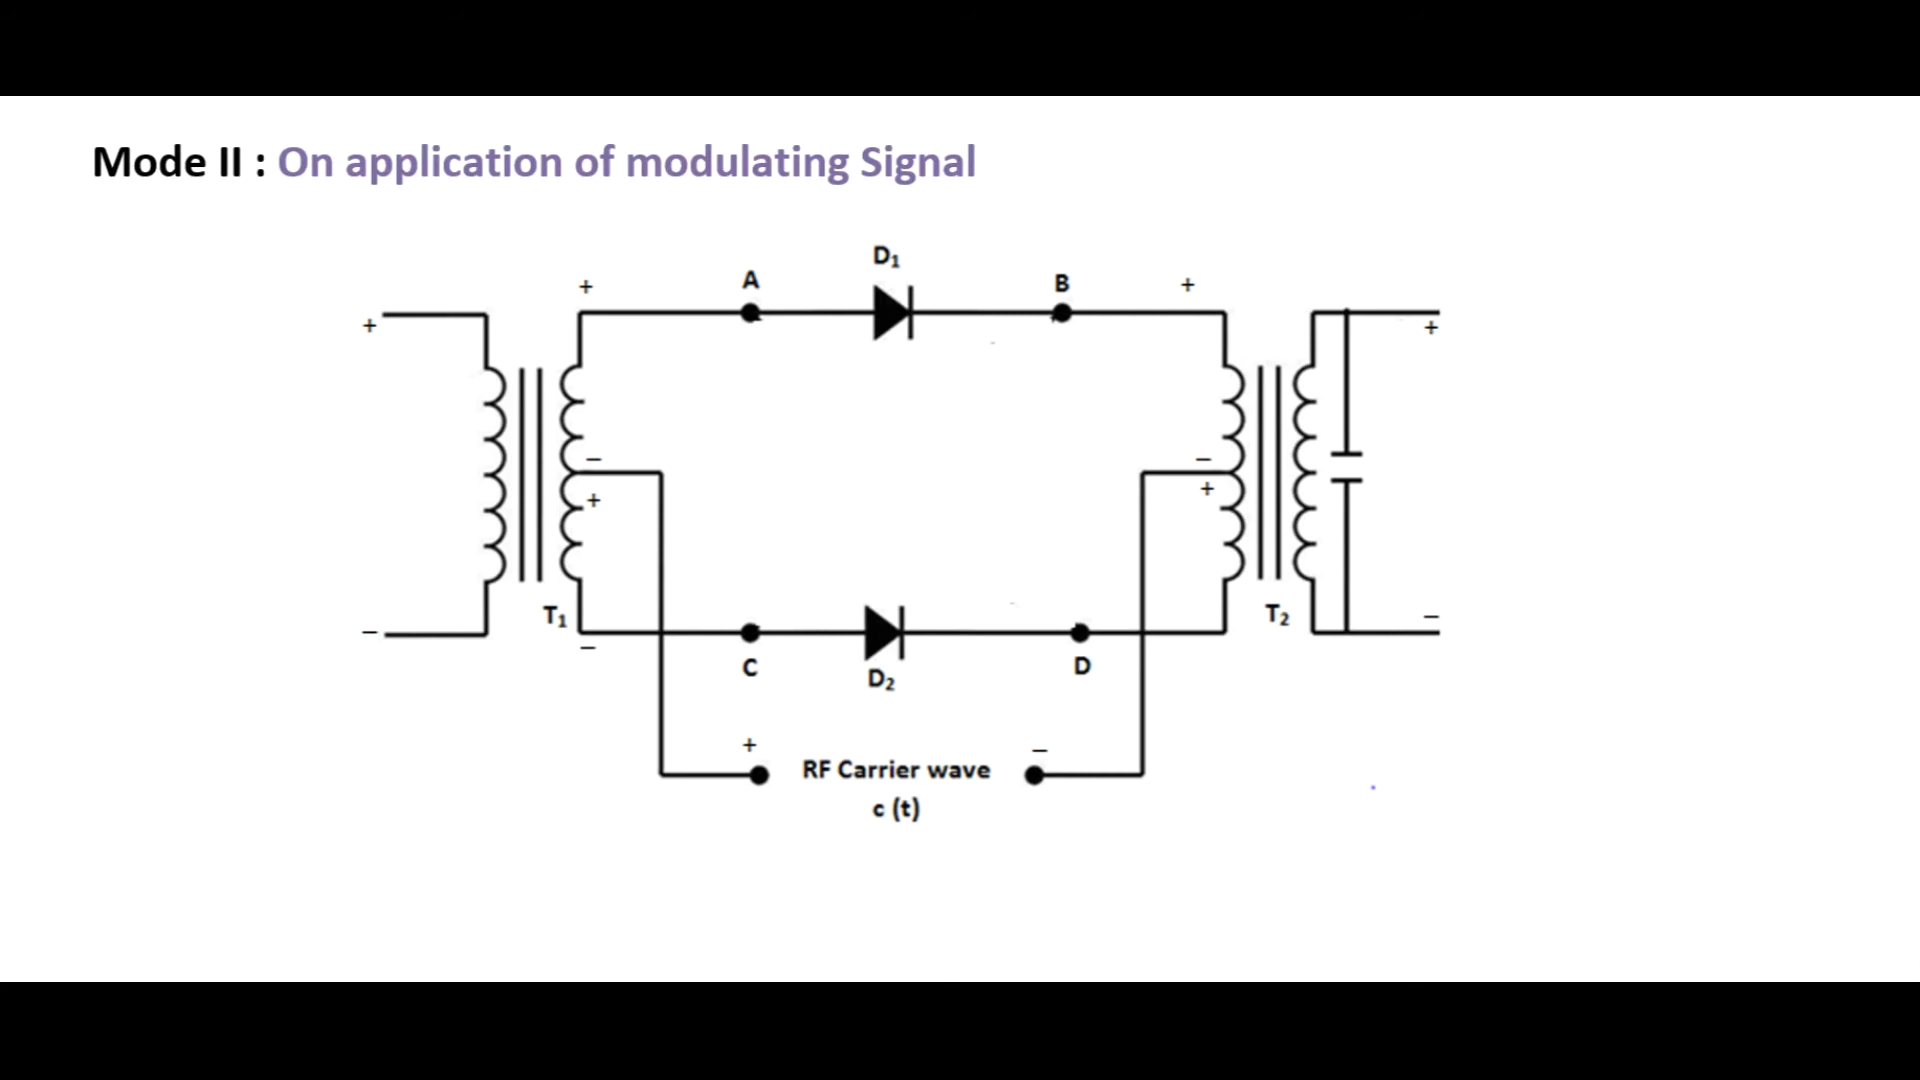 Mode II : On application of modulating Signal
D₁
A
B
+
+
+
+
−
−
+
+
T₁
T₂
−
−
−
C
D
D₂
+
−
RF Carrier wave
c (t)